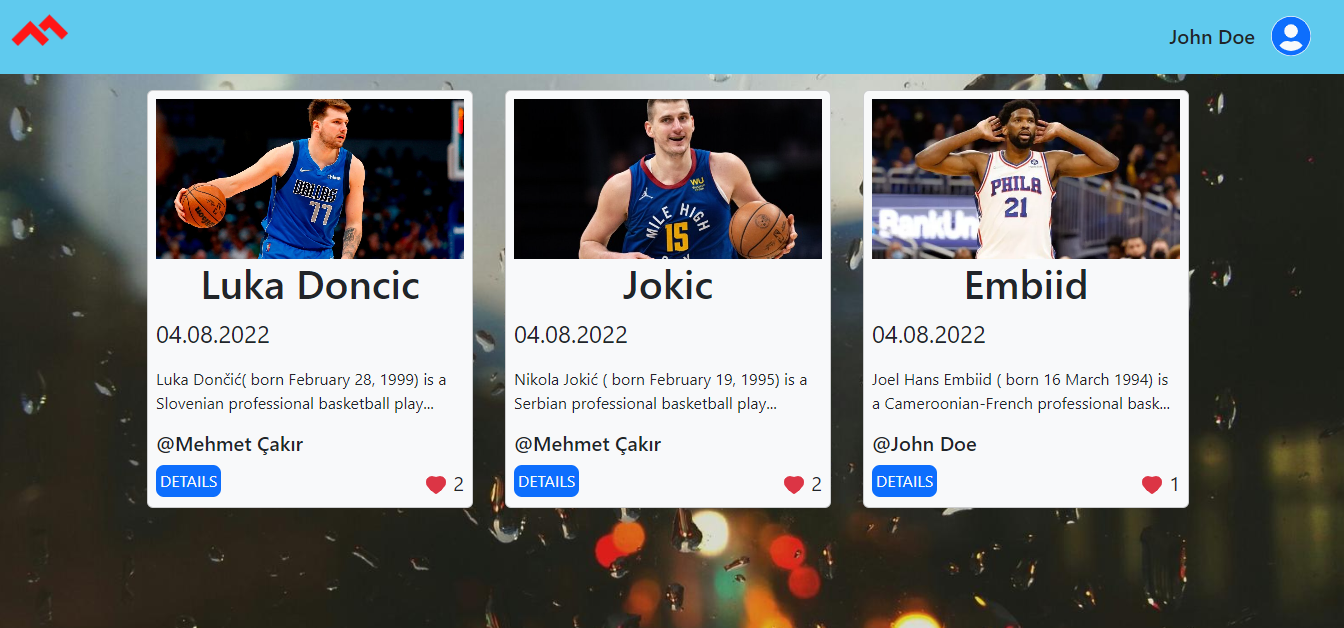 John Doe
DALLAS
77
WU
MILE HIGH
15
PHILA
21
BankUn
Luka Doncic
Jokic
Embiid
04.08.2022
04.08.2022
04.08.2022
Luka Dončić( born February 28, 1999) is a
Slovenian professional basketball play...
Nikola Jokić ( born February 19, 1995) is a
Serbian professional basketball play...
Joel Hans Embiid ( born 16 March 1994) is
a Cameroonian-French professional bask...
@Mehmet Çakır
@Mehmet Çakır
@John Doe
DETAILS
2
DETAILS
2
DETAILS
1